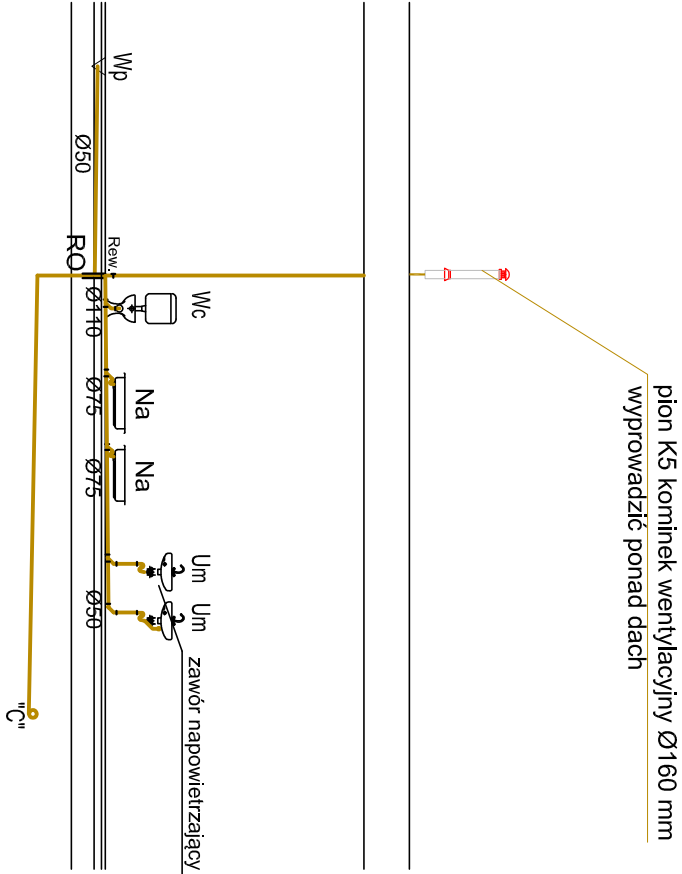 pion K5 kominek wentylacyjny Ø160 mm
wyprowadzić ponad dach
Wp
Ø50
RO
Rew.
Ø110
Wc
Ø75
Na
Ø75
Na
Um
Ø50
Um
zawór napowietrzający
"C"